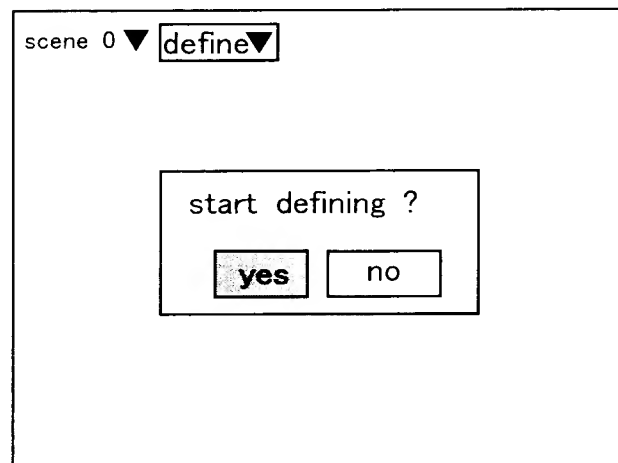 scene 0 ▼ define▼
start defining ?
yes no